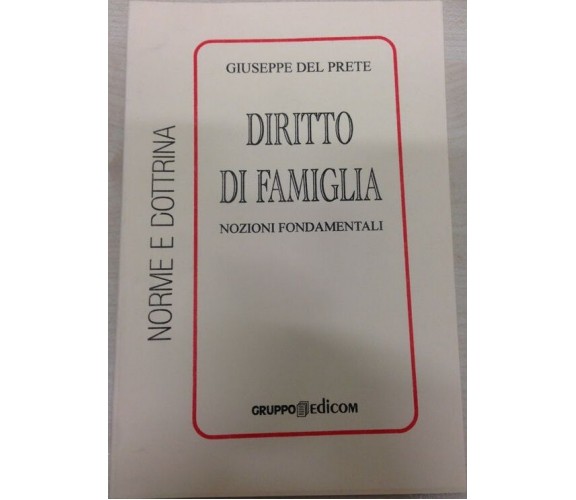 GIUSEPPE DEL PRETE
DIRITTO
DI FAMIGLIA
NOZIONI FONDAMENTALI
NORME E DOTTRINA
GRUPPO EDICOM